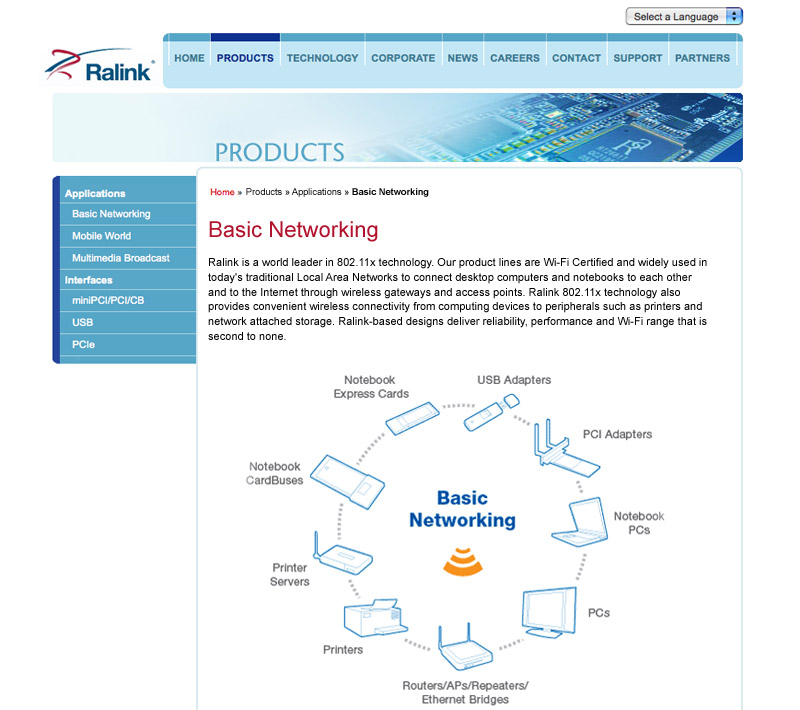 Select a Language
Ralink
HOME
PRODUCTS
TECHNOLOGY
CORPORATE
NEWS
CAREERS
CONTACT
SUPPORT
PARTNERS
PRODUCTS
Applications
Basic Networking
Mobile World
Multimedia Broadcast
Interfaces
miniPCI/PCI/CB
USB
PCIe
Home » Products » Applications » Basic Networking
Basic Networking
Ralink is a world leader in 802.11x technology. Our product lines are Wi-Fi Certified and widely used in
today's traditional Local Area Networks to connect desktop computers and notebooks to each other
and to the Internet through wireless gateways and access points. Ralink 802.11x technology also
provides convenient wireless connectivity from computing devices to peripherals such as printers and
network attached storage. Ralink-based designs deliver reliability, performance and Wi-Fi range that is
second to none.
Notebook
Express Cards
USB Adapters
PCI Adapters
Notebook
CardBuses
Basic
Networking
Notebook
PCs
Printer
Servers
PCs
Printers
Routers/APs/Repeaters/
Ethernet Bridges